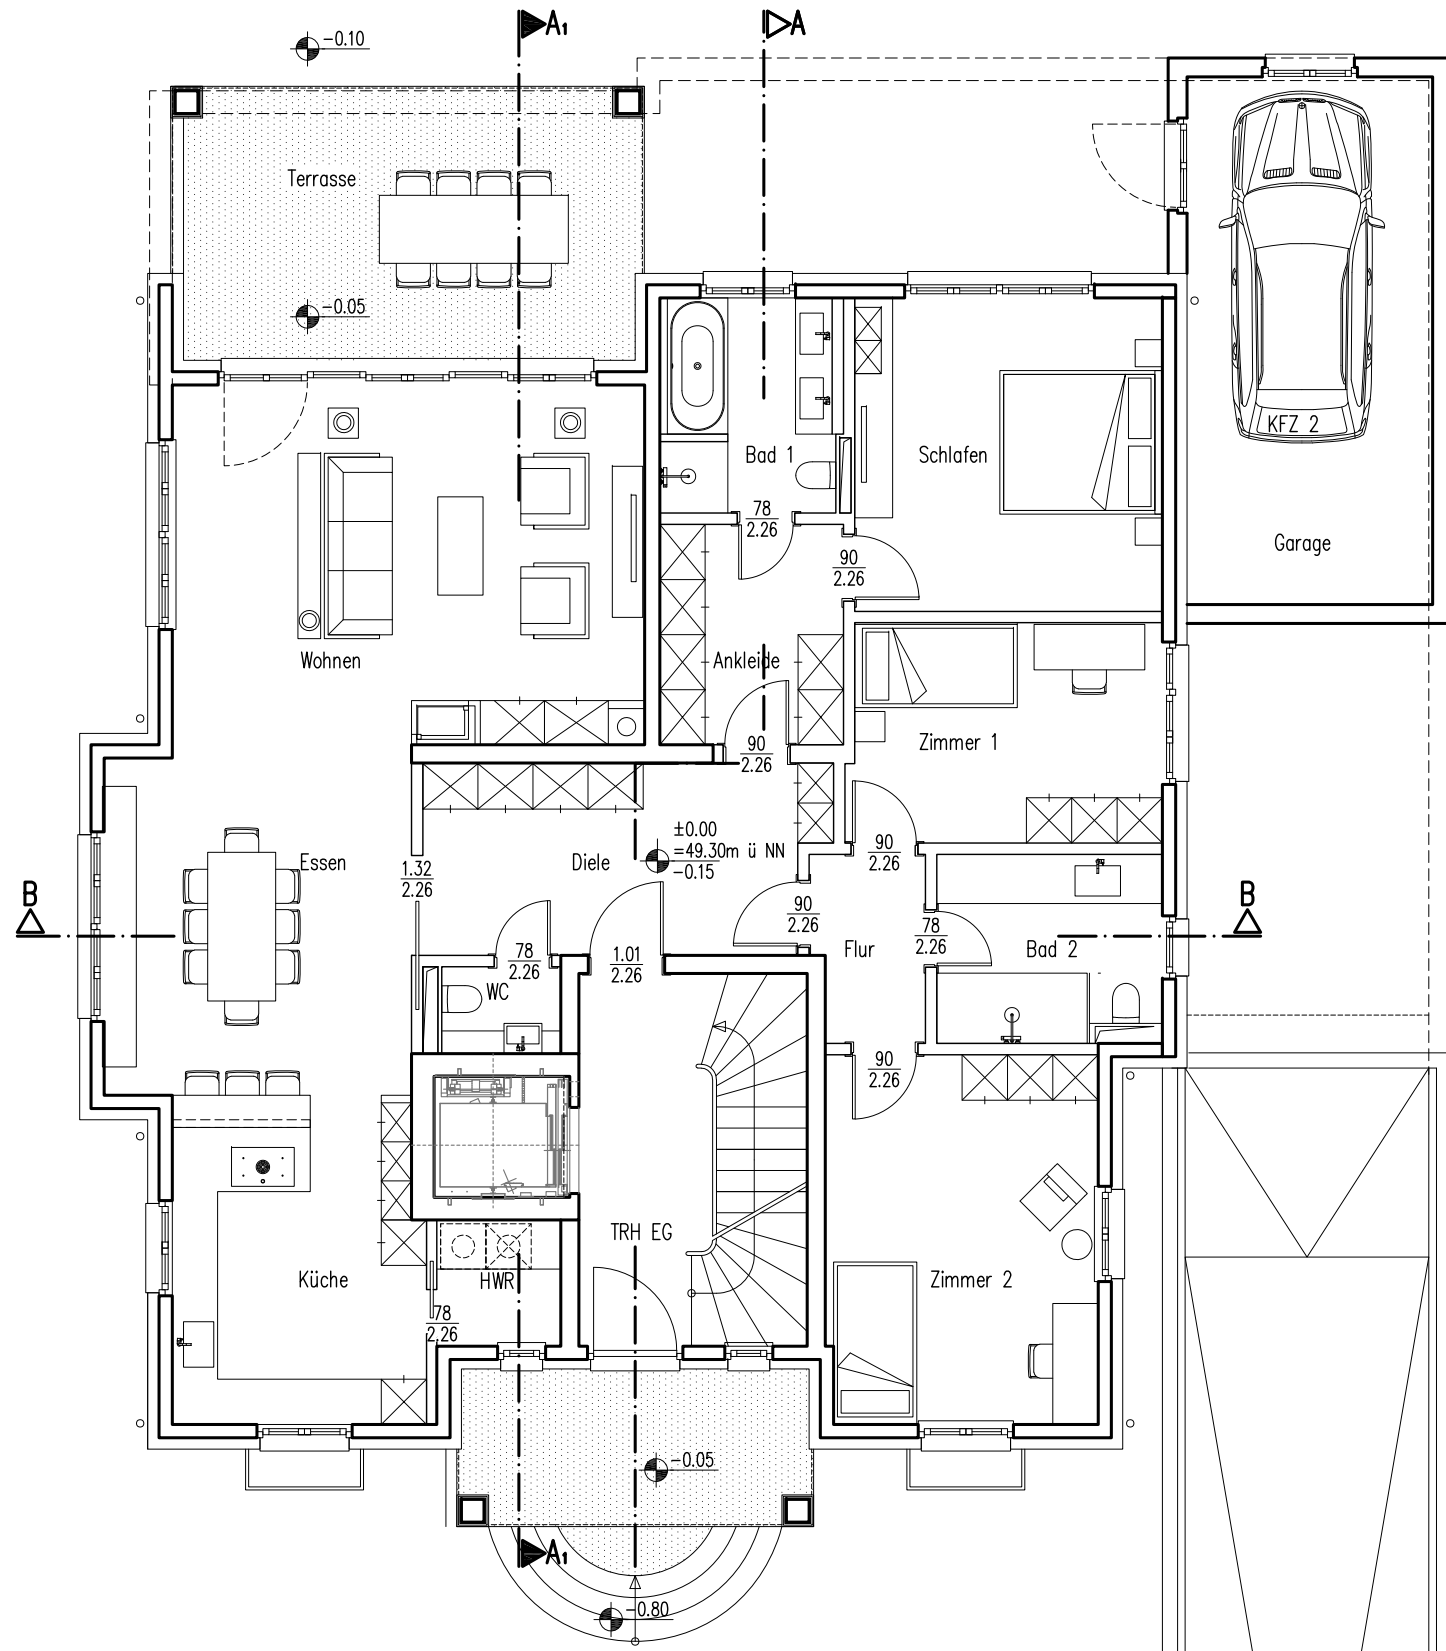 A₁
A
-0.10
Terrasse
-0.05
KFZ 2
Bad 1
Schlafen
78
2.26
Garage
90
2.26
Wohnen
Ankleide
Zimmer 1
90
2.26
±0.00
=49.30m ü NN
-0.15
Essen
1.32
2.26
Diele
90
2.26
B
90
2.26
B
78
2.26
Flur
Bad 2
78
2.26
1.01
2.26
WC
90
2.26
TRH EG
Küche
HWR
Zimmer 2
78
2.26
-0.05
A₁
-0.80